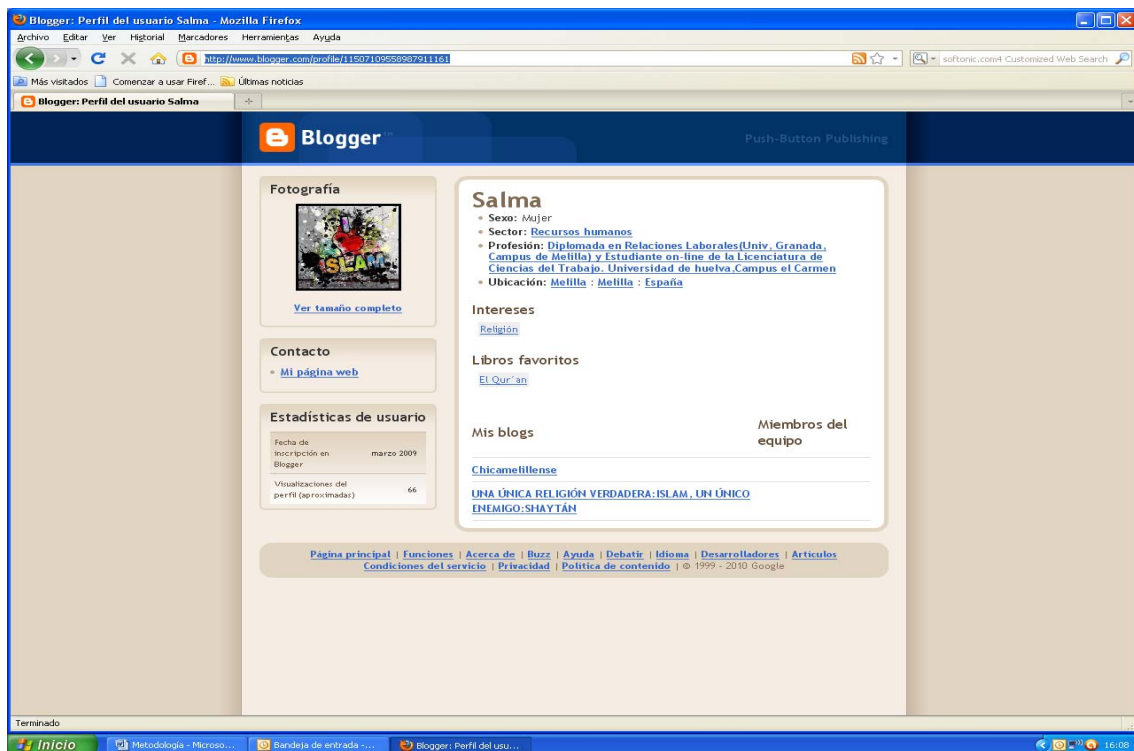 Blogger: Perfil del usuario Salma - Mozilla Firefox
Archivo Editar Ver Historial Marcadores Herramientas Ayuda
http://www.blogger.com/profile/11507109558987911161
softonic.com4 Customized Web Search
Más visitados Comenzar a usar Firef... Últimas noticias
Blogger: Perfil del usuario Salma
Blogger
Push-Button Publishing
Fotografía
I
ISLAM
Ver tamaño completo
Contacto
Mi página web
Estadísticas de usuario
Fecha de
inscripción en marzo 2009
Blogger
Visualizaciones del
perfil (aproximadas) 66
Salma
Sexo: Mujer
Sector: Recursos humanos
Profesión: Diplomada en Relaciones Laborales(Univ, Granada,
Campus de Melilla) y Estudiante on-line de la Licenciatura de
Ciencias del Trabajo. Universidad de huelva,Campus el Carmen
Ubicación: Melilla : Melilla : España
Intereses
Religión
Libros favoritos
El Qur´an
Mis blogs
Miembros del
equipo
Chicamelillense
UNA ÚNICA RELIGIÓN VERDADERA:ISLAM, UN ÚNICO
ENEMIGO:SHAYTÁN
Página principal | Funciones | Acerca de | Buzz | Ayuda | Debatir | Idioma | Desarrolladores | Artículos
Condiciones del servicio | Privacidad | Política de contenido | © 1999 - 2010 Google
Terminado
Inicio
Metodología - Microso...
Bandeja de entrada -...
Blogger: Perfil del usu...
16:08